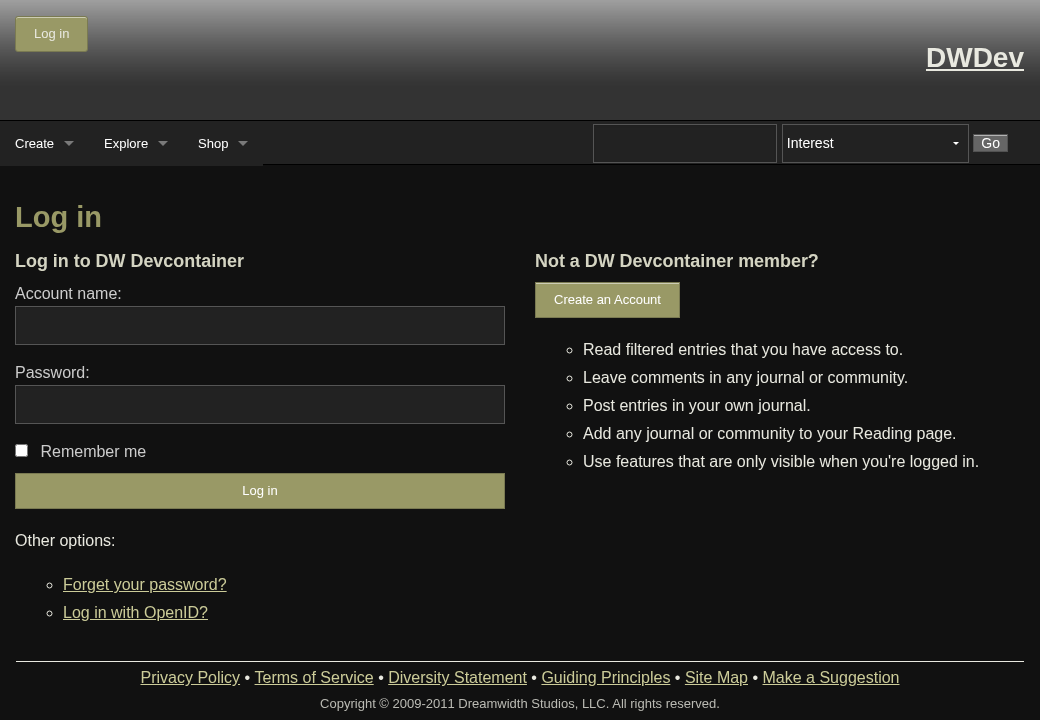 Log in
DWDev
Create
Explore
Shop
Interest
Go
Log in
Log in to DW Devcontainer
Account name:
Password:
Remember me
Log in
Other options:
Forget your password?
Log in with OpenID?
Not a DW Devcontainer member?
Create an Account
Read filtered entries that you have access to.
Leave comments in any journal or community.
Post entries in your own journal.
Add any journal or community to your Reading page.
Use features that are only visible when you're logged in.
Privacy Policy • Terms of Service • Diversity Statement • Guiding Principles • Site Map • Make a Suggestion
Copyright © 2009-2011 Dreamwidth Studios, LLC. All rights reserved.